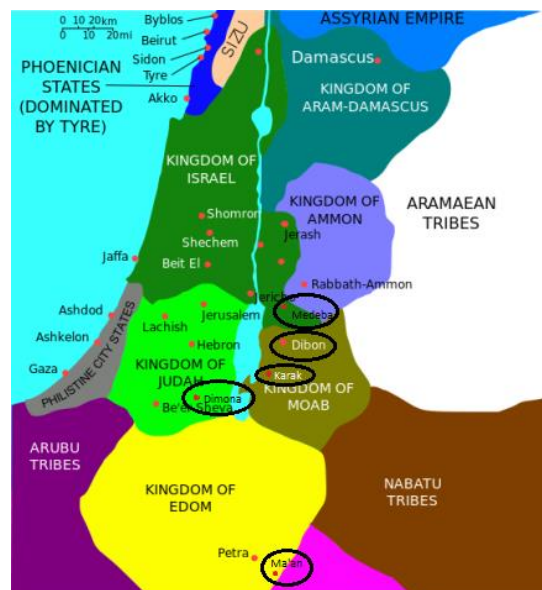 0 10 20km
0 10 20mi
Byblos
Beirut
Sidon
Tyre
PHOENICIAN
STATES
(DOMINATED
BY TYRE)
Akko
SIZU
ASSYRIAN EMPIRE
Damascus
KINGDOM OF
ARAM-DAMASCUS
KINGDOM OF
ISRAEL
KINGDOM OF
AMMON
ARAMAEAN
TRIBES
Shomron
Shechem
Jerash
Beit El
Jaffa
Rabbath-Ammon
Jericho
Medeba
Ashdod
Jerusalem
Lachish
Ashkelon
Hebron
Dibon
Gaza
PHILISTINE CITY STATES
KINGDOM OF
JUDAH
Karak
KINGDOM OF
MOAB
Be'er Sheva
Dimona
ARUBU
TRIBES
KINGDOM OF
EDOM
NABATU
TRIBES
Petra
Ma'an